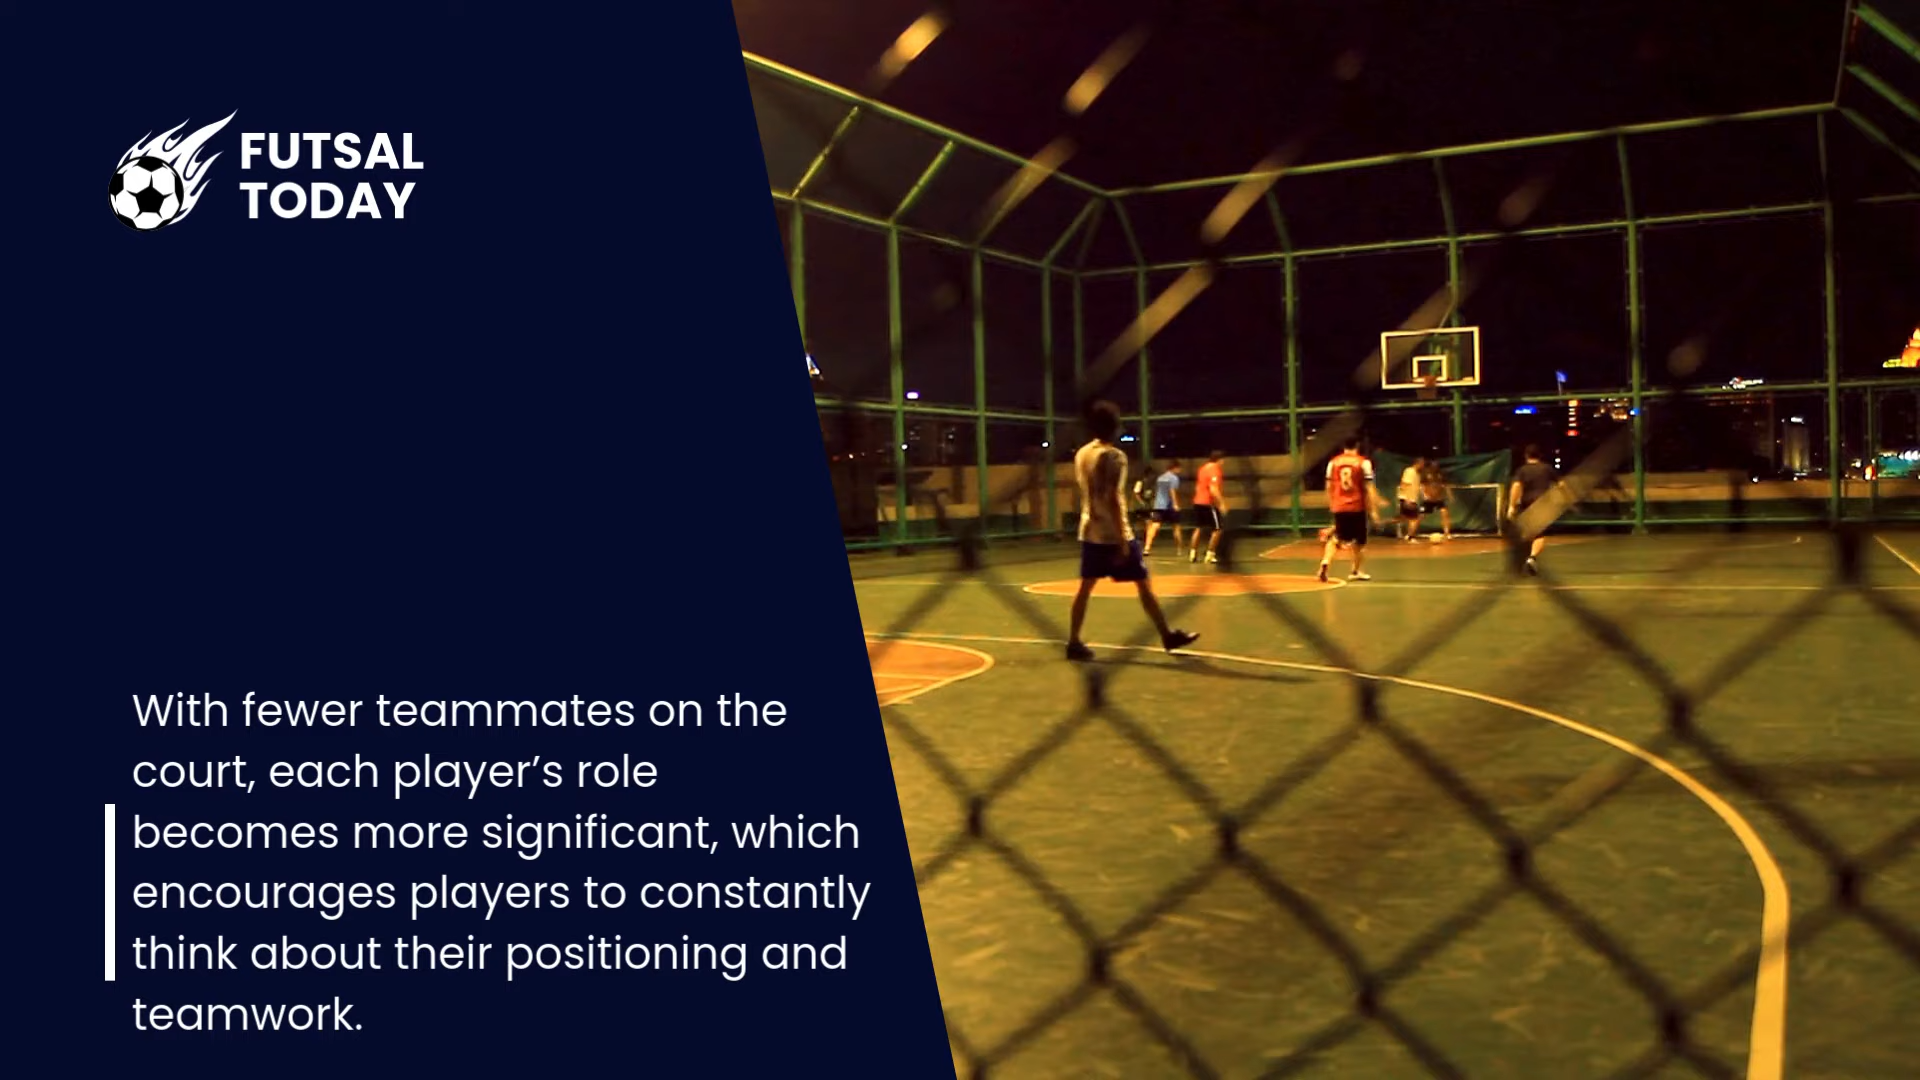 FUTSAL
TODAY
With fewer teammates on the
court, each player’s role
becomes more significant, which
encourages players to constantly
think about their positioning and
teamwork.
8